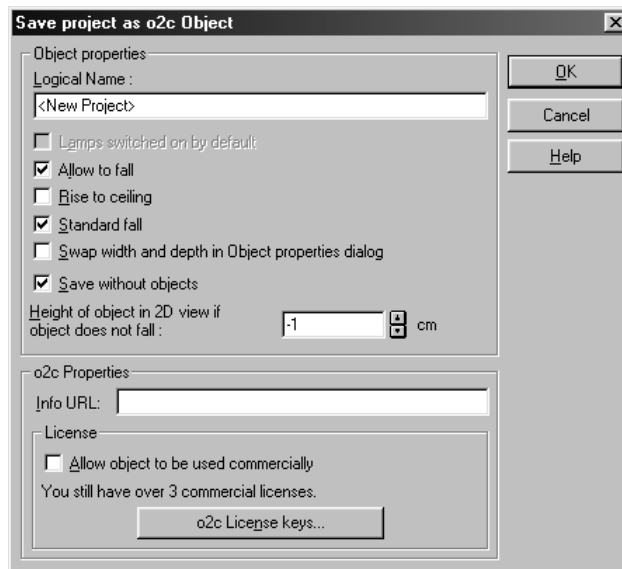 Save project as o2c Object
Object properties
Logical Name :
<New Project>
Lamps switched on by default
Allow to fall
Rise to ceiling
Standard fall
Swap width and depth in Object properties dialog
Save without objects
Height of object in 2D view if
object does not fall :
-1 cm
OK
Cancel
Help
o2c Properties
Info URL:
License
Allow object to be used commercially
You still have over 3 commercial licenses.
o2c License keys...